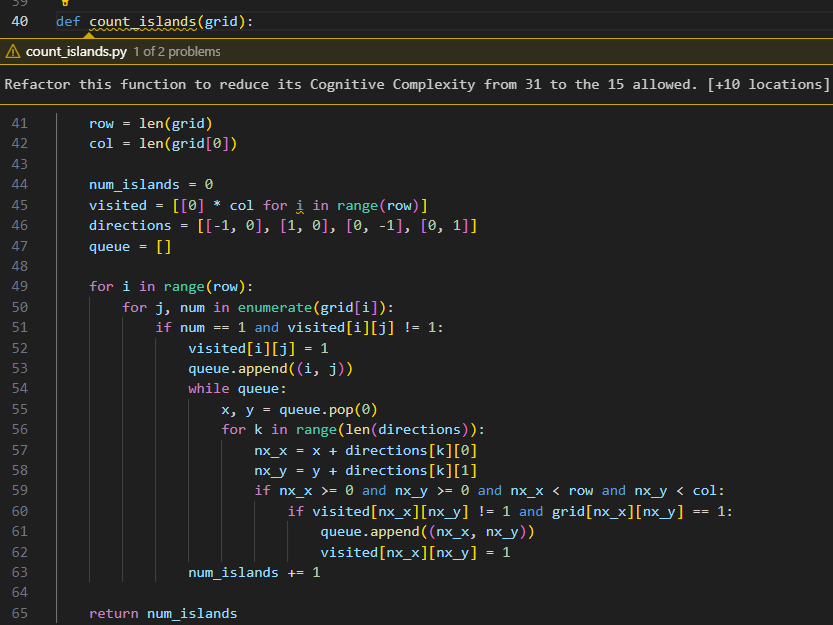 39
40 def count_islands(grid):
count_islands.py 1 of 2 problems
Refactor this function to reduce its Cognitive Complexity from 31 to the 15 allowed. [+10 locations]
41     row = len(grid)
42     col = len(grid[0])
43
44     num_islands = 0
45     visited = [[0] * col for i in range(row)]
46     directions = [[-1, 0], [1, 0], [0, -1], [0, 1]]
47     queue = []
48
49     for i in range(row):
50         for j, num in enumerate(grid[i]):
51             if num == 1 and visited[i][j] != 1:
52                 visited[i][j] = 1
53                 queue.append((i, j))
54                 while queue:
55                     x, y = queue.pop(0)
56                     for k in range(len(directions)):
57                         nx_x = x + directions[k][0]
58                         nx_y = y + directions[k][1]
59                         if nx_x >= 0 and nx_y >= 0 and nx_x < row and nx_y < col:
60                             if visited[nx_x][nx_y] != 1 and grid[nx_x][nx_y] == 1:
61                                 queue.append((nx_x, nx_y))
62                                 visited[nx_x][nx_y] = 1
63                 num_islands += 1
64
65     return num_islands